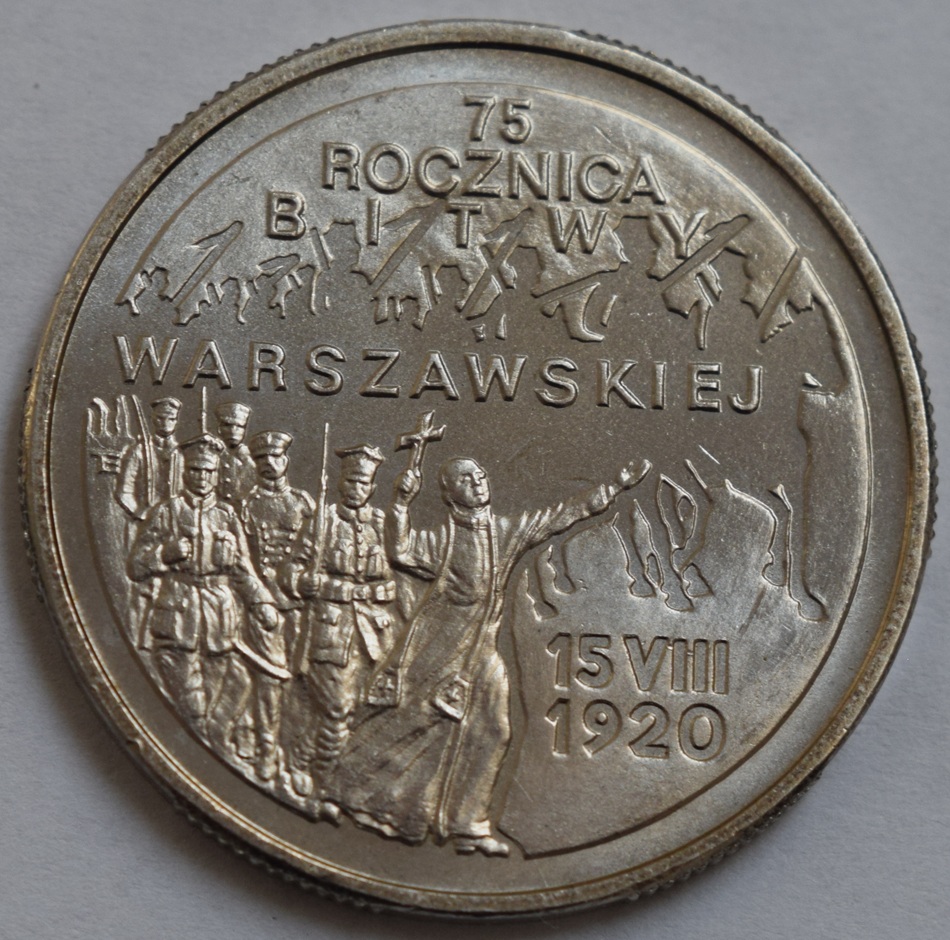 75
ROCZNICA
BITWY
WARSZAWSKIEJ
15 VIII
1920